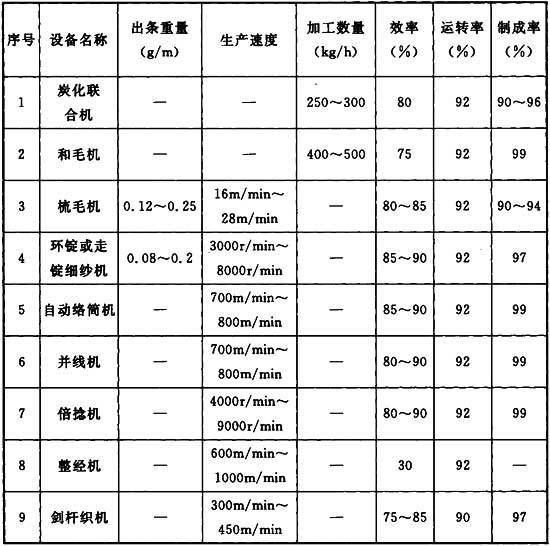 序号 设备名称 出条重量（g/m） 生产速度 加工数量（kg/h） 效率（%） 运转率（%） 制成率（%）
1 炭化联合机 — — 250～300 80 92 90～96
2 和毛机 — — 400～500 75 92 99
3 梳毛机 0.12～0.25 16m/min～28m/min — 80～85 92 90～94
4 环锭或走锭细纱机 0.08～0.2 3000r/min～8000r/min — 85～90 92 97
5 自动络筒机 — 700m/min～800m/min — 85～90 92 99
6 并线机 — 700m/min～800m/min — 80～90 92 99
7 倍捻机 — 4000r/min～9000r/min — 80～90 92 99
8 整经机 — 600m/min～1000m/min — 30 92 —
9 剑杆织机 — 300m/min～450m/min — 75～85 90 97